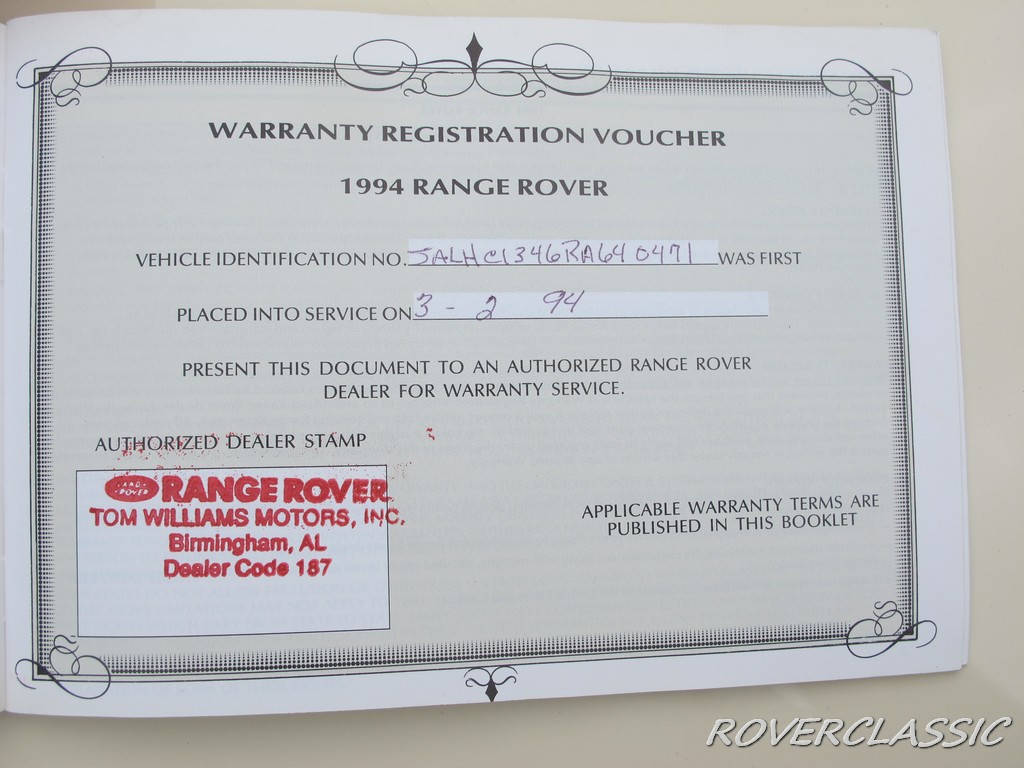 WARRANTY REGISTRATION VOUCHER
1994 RANGE ROVER
VEHICLE IDENTIFICATION NO. SALHC1346RA640471 WAS FIRST
PLACED INTO SERVICE ON 3 - 2 94
PRESENT THIS DOCUMENT TO AN AUTHORIZED RANGE ROVER
DEALER FOR WARRANTY SERVICE.
AUTHORIZED DEALER STAMP
LAND ROVER RANGE ROVER
TOM WILLIAMS MOTORS, INC.
Birmingham, AL
Dealer Code 187
APPLICABLE WARRANTY TERMS ARE
PUBLISHED IN THIS BOOKLET
ROVERCLASSIC